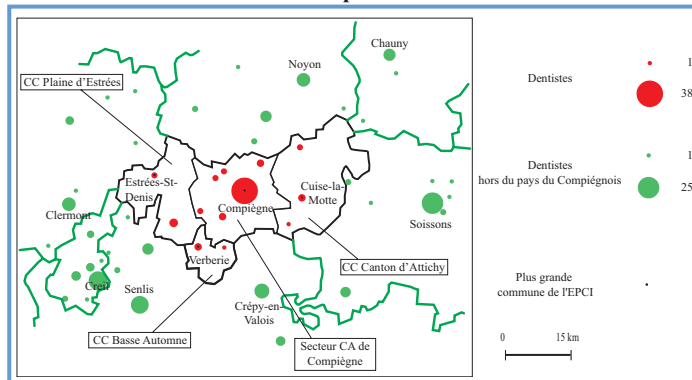 Chauny
Noyon
CC Plaine d'Estrées
Estrées-St-
Denis
Cuise-la-
Motte
Compiègne
Clermont
Soissons
Verberie
CC Canton d'Attichy
Creil
Senlis
Crépy-en-
Valois
CC Basse Automne
Secteur CA de
Compiègne
Dentistes
1
38
Dentistes
hors du pays du Compiégnois
1
25
Plus grande
commune de l'EPCI
0 15 km